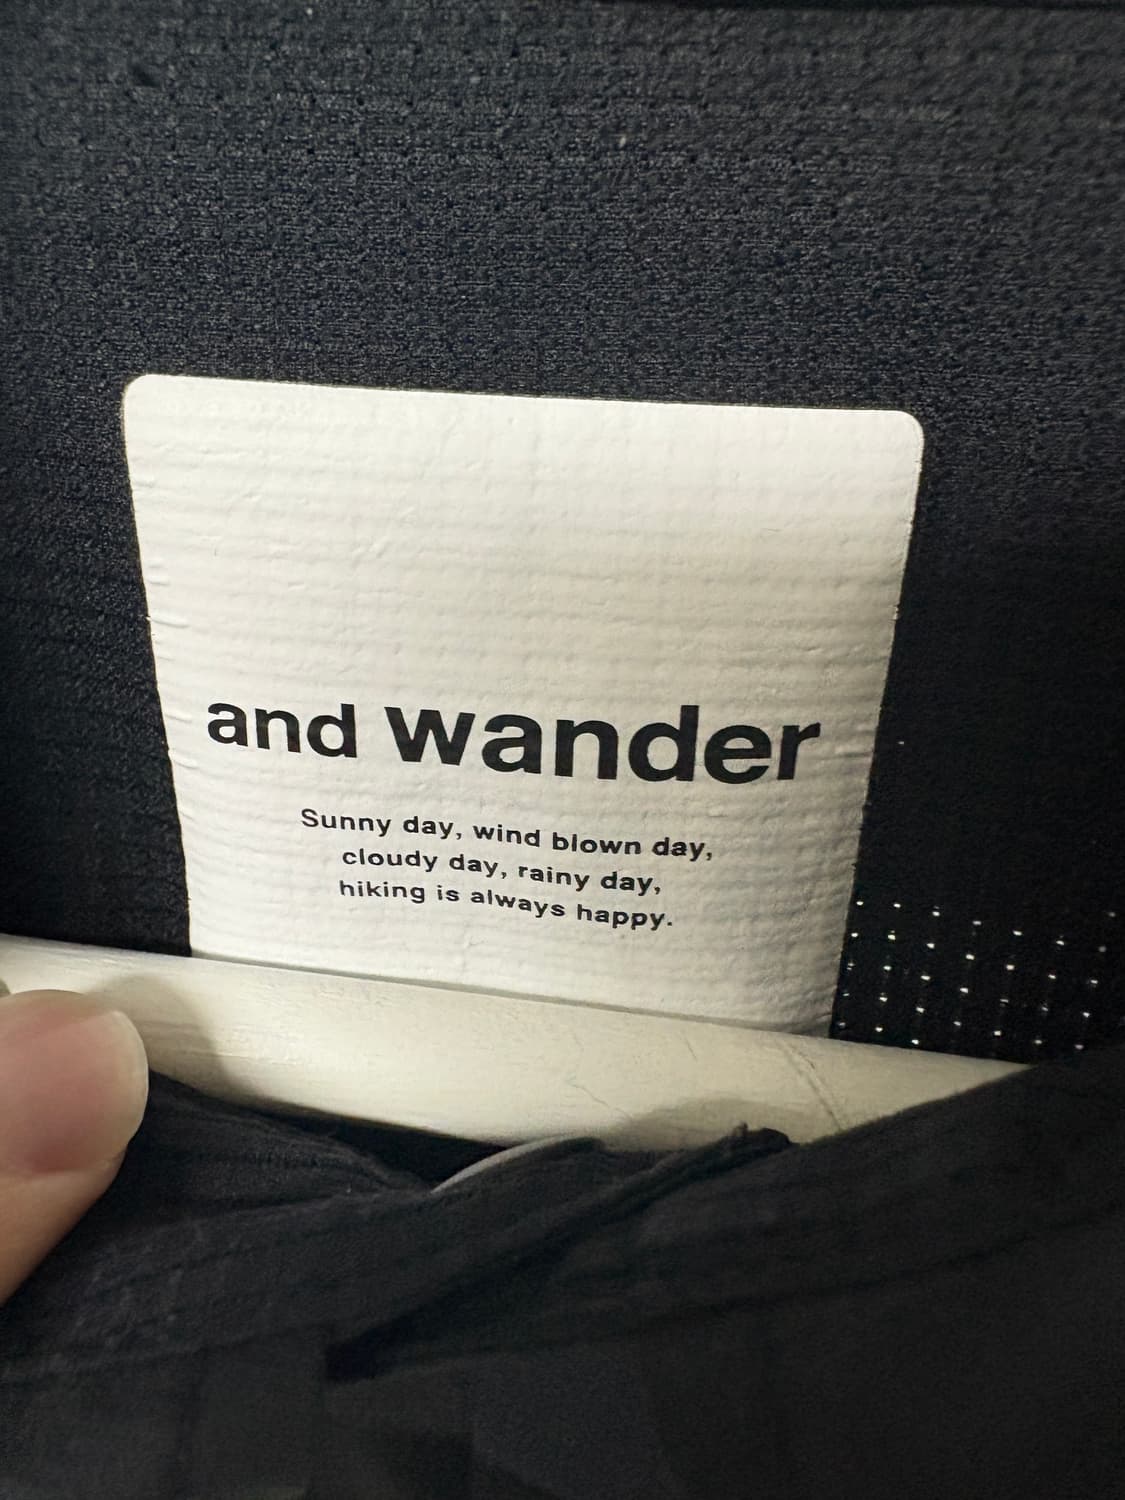 and wander
Sunny day, wind blown day,
cloudy day, rainy day,
hiking is always happy.